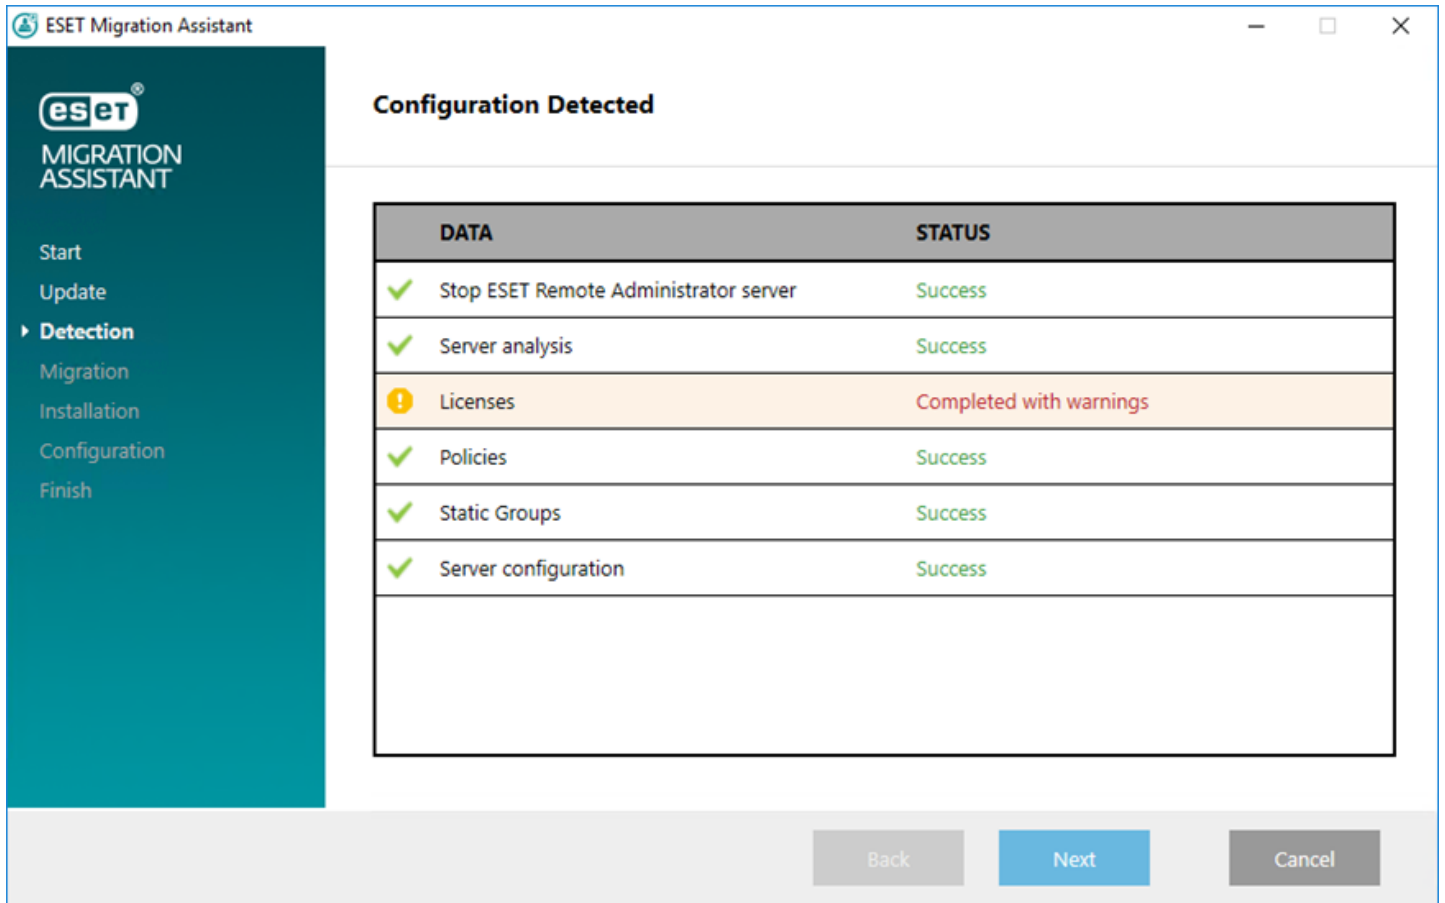 ESET Migration Assistant
eseT®
MIGRATION
ASSISTANT
Start
Update
Detection
Migration
Installation
Configuration
Finish
Configuration Detected
DATA STATUS
Stop ESET Remote Administrator server Success
Server analysis Success
Licenses Completed with warnings
Policies Success
Static Groups Success
Server configuration Success
Back Next Cancel